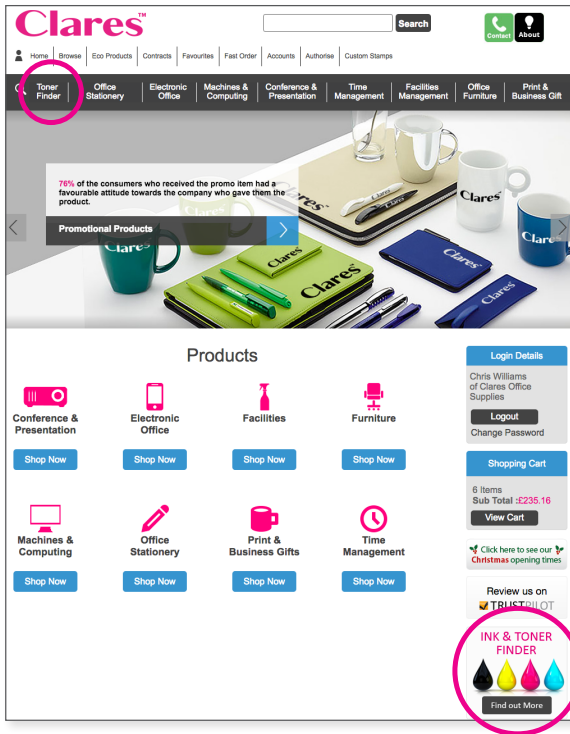 Clares™
Search
Contact
About
Home Browse Eco Products Contracts Favourites Fast Order Accounts Authorise Custom Stamps
Toner Finder
Office Stationery
Electronic Office
Machines & Computing
Conference & Presentation
Time Management
Facilities Management
Office Furniture
Print & Business Gift
76% of the consumers who received the promo item had a
favourable attitude towards the company who gave them the
product.
Promotional Products
Clares
Clares
Clares
Clares
Clares
Clares
Clares
Clares
Products
Conference &
Presentation
Shop Now
Electronic
Office
Shop Now
Facilities
Shop Now
Furniture
Shop Now
Machines &
Computing
Shop Now
Office
Stationery
Shop Now
Print &
Business Gifts
Shop Now
Time
Management
Shop Now
Login Details
Chris Williams
of Clares Office
Supplies
Logout
Change Password
Shopping Cart
6 Items
Sub Total :£235.16
View Cart
Click here to see our
Christmas opening times
Review us on
TRUSTPILOT
INK & TONER
FINDER
Find out More